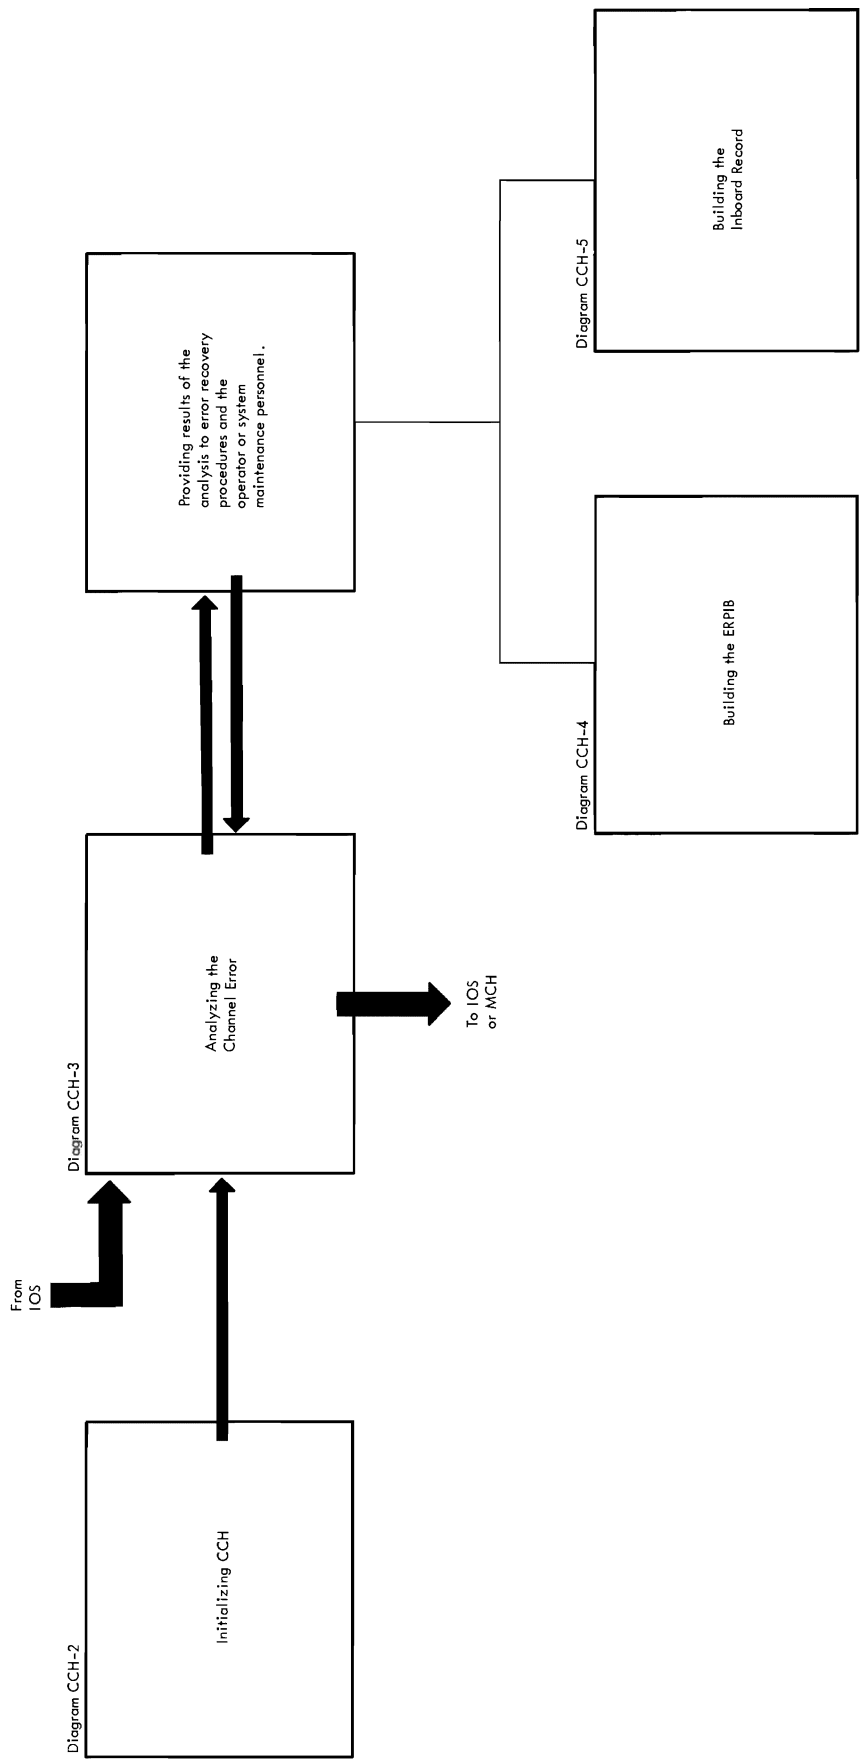 Diagram CCH-2
Initializing CCH
From
IOS
Diagram CCH-3
Analyzing the
Channel Error
To IOS
or MCH
Providing results of the
analysis to error recovery
procedures and the
operator or system
maintenance personnel.
Diagram CCH-4
Building the ERPIB
Diagram CCH-5
Building the
Inboard Record